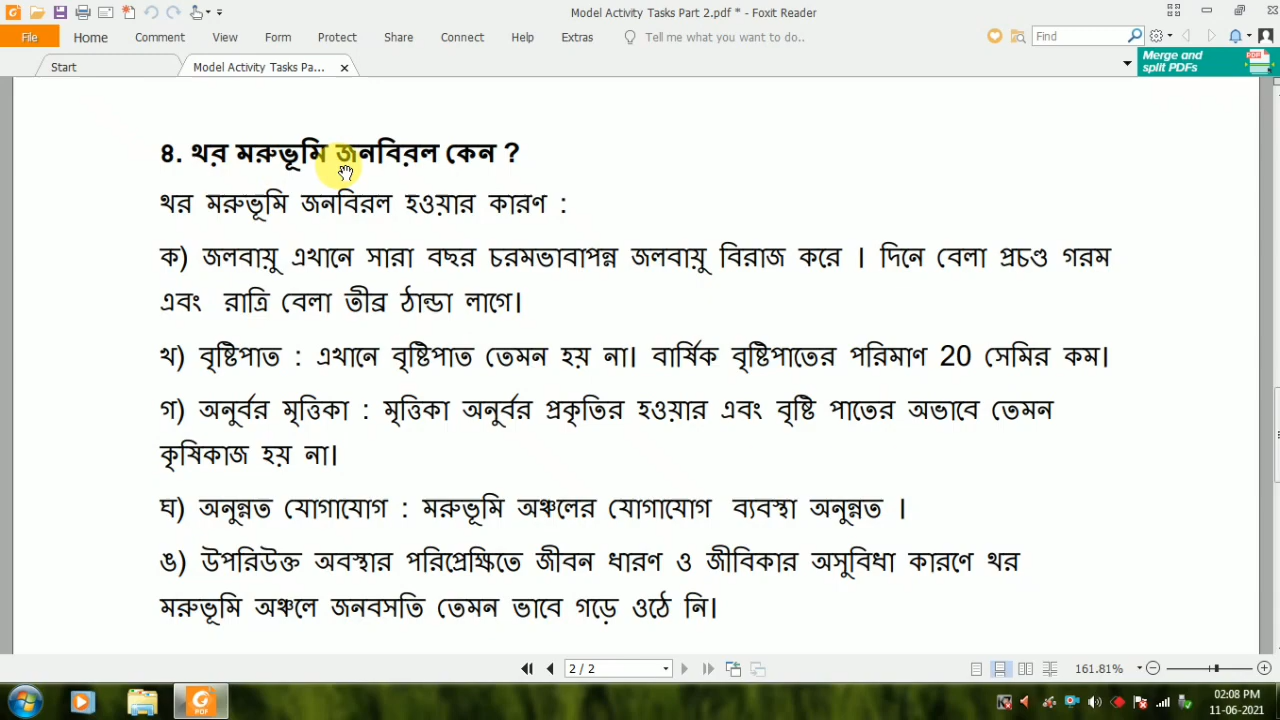 Model Activity Tasks Part 2.pdf * - Foxit Reader
File Home Comment View Form Protect Share Connect Help Extras Tell me what you want to do.. Find
Start Model Activity Tasks Pa... Merge and
split PDFs
৪. থর মরুভূমি জনবিরল কেন ?
থর মরুভূমি জনবিরল হওয়ার কারণ :
ক) জলবায়ু এখানে সারা বছর চরমভাবাপন্ন জলবায়ু বিরাজ করে । দিনে বেলা প্রচণ্ড গরম
এবং রাত্রি বেলা তীব্র ঠান্ডা লাগে।
খ) বৃষ্টিপাত : এখানে বৃষ্টিপাত তেমন হয় না। বার্ষিক বৃষ্টিপাতের পরিমাণ 20 সেমির কম।
গ) অনুর্বর মৃত্তিকা : মৃত্তিকা অনুর্বর প্রকৃতির হওয়ার এবং বৃষ্টি পাতের অভাবে তেমন
কৃষিকাজ হয় না।
ঘ) অনুন্নত যোগাযোগ : মরুভূমি অঞ্চলের যোগাযোগ ব্যবস্থা অনুন্নত ।
ঙ) উপরিউক্ত অবস্থার পরিপ্রেক্ষিতে জীবন ধারণ ও জীবিকার অসুবিধা কারণে থর
মরুভূমি অঞ্চলে জনবসতি তেমন ভাবে গড়ে ওঠে নি।
2 / 2 161.81%
PDF 02:08 PM
11-06-2021